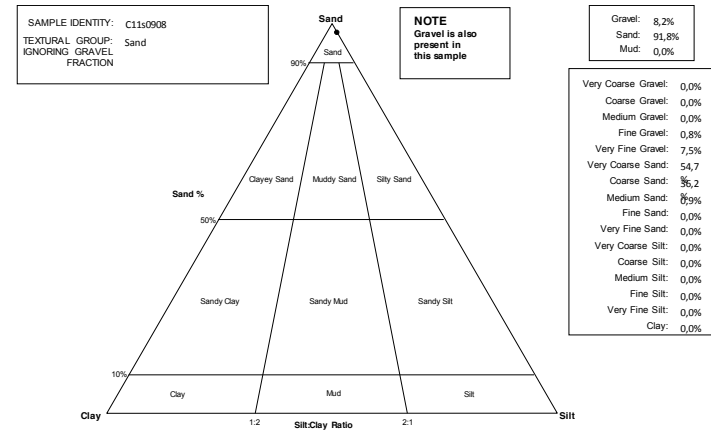 SAMPLE IDENTITY: C11s0908
TEXTURAL GROUP: Sand
IGNORING GRAVEL
FRACTION
Sand
NOTE
Gravel is also
present in
this sample
Gravel: 8,2%
Sand: 91,8%
Mud: 0,0%
Sand
90%
Very Coarse Gravel: 0,0%
Coarse Gravel: 0,0%
Medium Gravel: 0,0%
Fine Gravel: 0,8%
Very Fine Gravel: 7,5%
Very Coarse Sand: 54,7
%
Coarse Sand: 36,2
%
Medium Sand: 0,9%
Fine Sand: 0,0%
Very Fine Sand: 0,0%
Very Coarse Silt: 0,0%
Coarse Silt: 0,0%
Medium Silt: 0,0%
Fine Silt: 0,0%
Very Fine Silt: 0,0%
Clay: 0,0%
Clayey Sand Muddy Sand Silty Sand
Sand %
50%
Sandy Clay Sandy Mud Sandy Silt
10%
Clay Mud Silt
Clay Silt
1:2 Silt:Clay Ratio 2:1